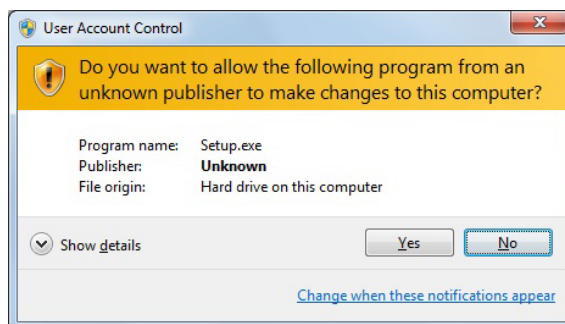 User Account Control
Do you want to allow the following program from an
unknown publisher to make changes to this computer?
Program name: Setup.exe
Publisher: Unknown
File origin: Hard drive on this computer
Show details
Yes
No
Change when these notifications appear